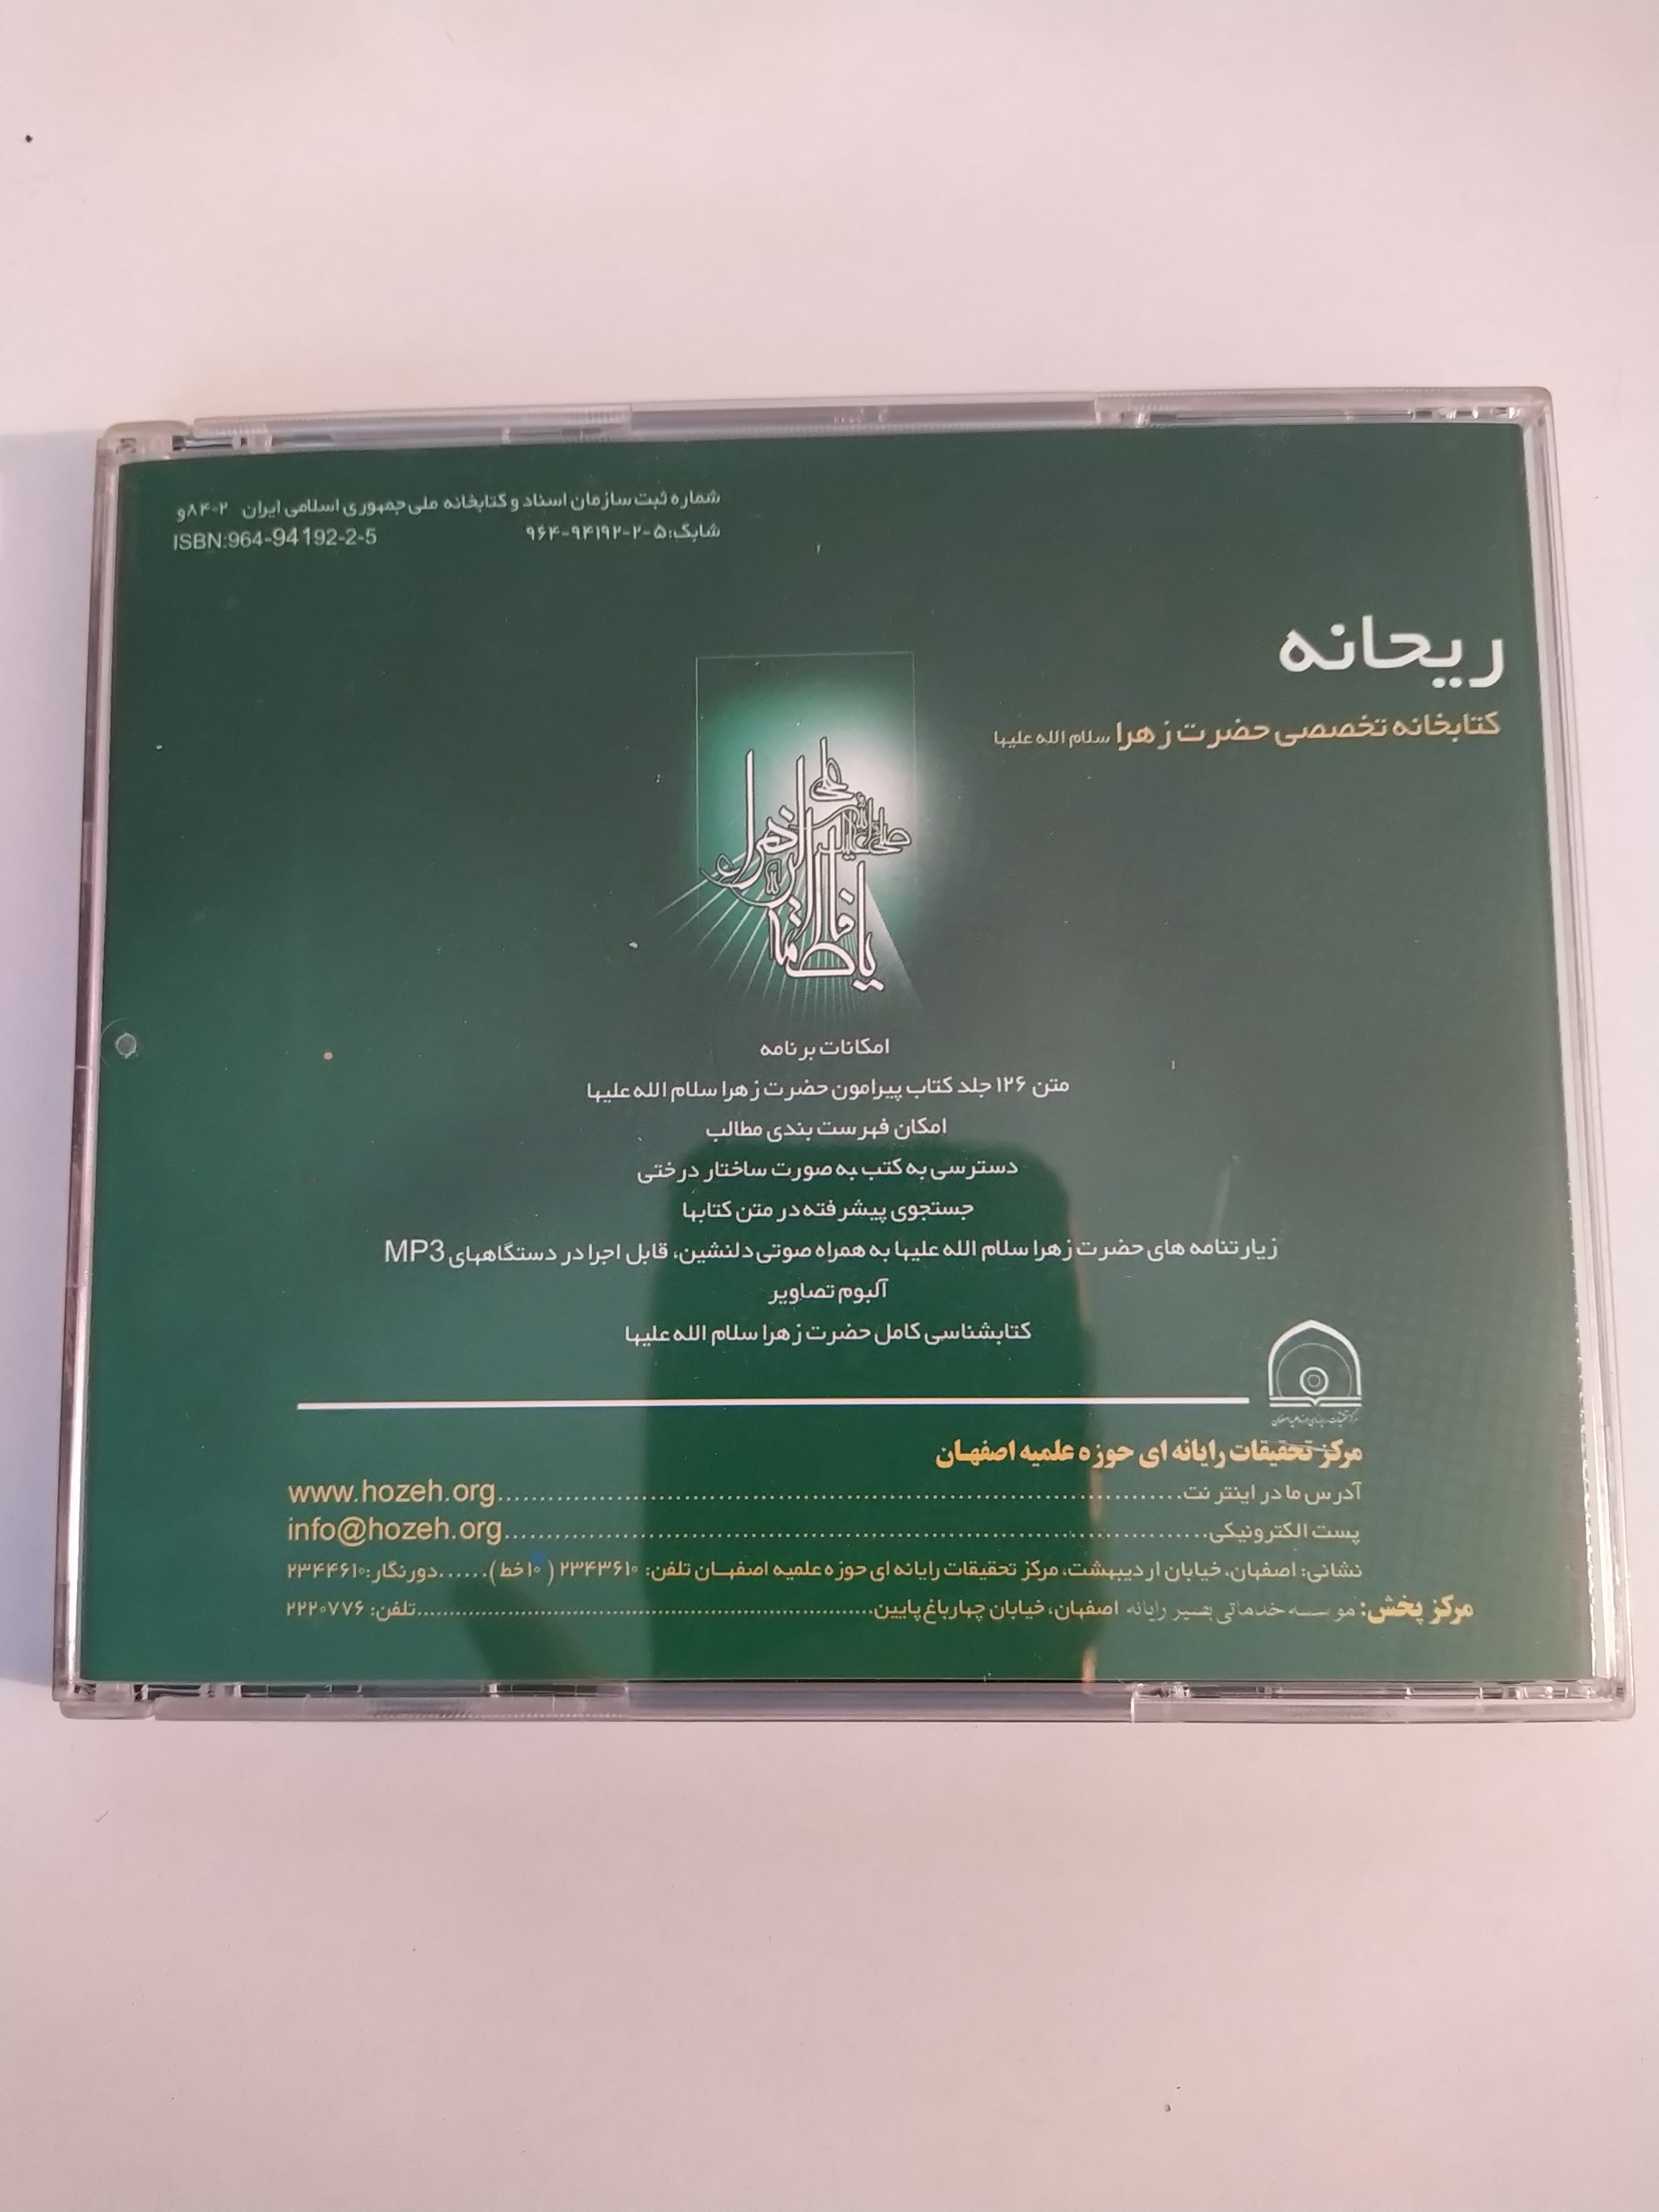 شماره ثبت سازمان اسناد و کتابخانه ملی جمهوری اسلامی ایران ۸۴-۲و
شابک:۵-۲-۹۴۱۹۲-۹۶۴ ISBN:964-94192-2-5
ریحانه
کتابخانه تخصصی حضرت زهرا سلام الله علیها
یا فاطمه الزهرا
امکانات برنامه
متن ۱۲۶ جلد کتاب پیرامون حضرت زهرا سلام الله علیها
امکان فهرست بندی مطالب
دسترسی به کتب به صورت ساختار درختی
جستجوی پیشرفته در متن کتابها
زیارتنامه های حضرت زهرا سلام الله علیها به همراه صوتی دلنشین، قابل اجرا در دستگاههای MP3
آلبوم تصاویر
کتابشناسی کامل حضرت زهرا سلام الله علیها
مرکز تحقیقات رایانه ای حوزه علمیه اصفهان
آدرس ما در اینترنت....................www.hozeh.org
پست الکترونیکی....................info@hozeh.org
نشانی: اصفهان، خیابان اردیبهشت، مرکز تحقیقات رایانه ای حوزه علمیه اصفهان تلفن: ۲۳۴۳۶۱۰ (۱۰ خط)......دورنگار:۲۳۴۴۶۱۰
مرکز پخش: موسسه خدماتی بصیر رایانه اصفهان، خیابان چهارباغ پایین....................تلفن: ۲۲۲۰۷۷۶